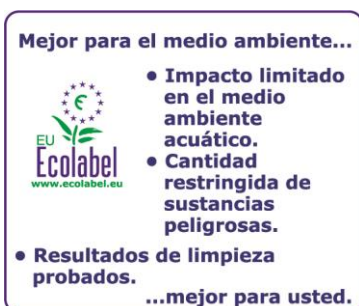 Mejor para el medio ambiente...
• Impacto limitado
en el medio
ambiente
acuático.
€
EU
Ecolabel
www.ecolabel.eu
• Cantidad
restringida de
sustancias
peligrosas.
• Resultados de limpieza
probados.
...mejor para usted.